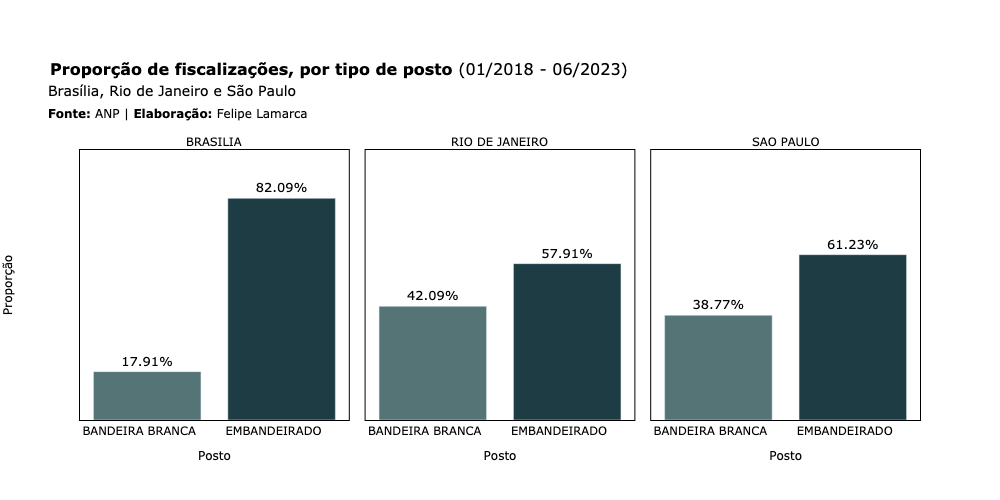 Proporção de fiscalizações, por tipo de posto (01/2018 - 06/2023)
Brasília, Rio de Janeiro e São Paulo
Fonte: ANP | Elaboração: Felipe Lamarca
BRASILIA RIO DE JANEIRO SAO PAULO
82.09%
61.23%
57.91%
42.09%
38.77%
17.91%
Proporção
BANDEIRA BRANCA EMBANDEIRADO BANDEIRA BRANCA EMBANDEIRADO BANDEIRA BRANCA EMBANDEIRADO
Posto Posto Posto